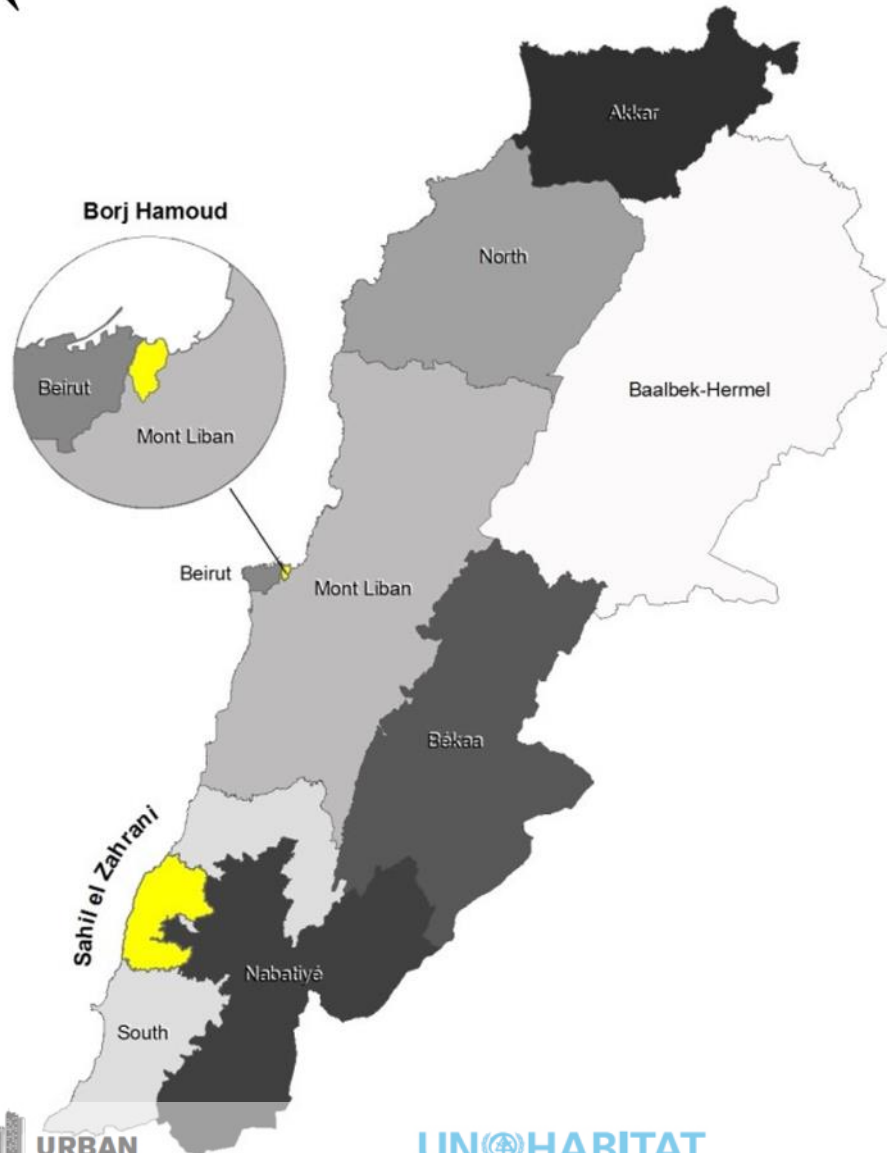 Akkar
Borj Hamoud
North
Beirut
Mont Liban
Baalbek-Hermel
Beirut
Mont Liban
Békaa
Sahil el Zahrani
Nabatiyé
South
URBAN
UN HABITAT